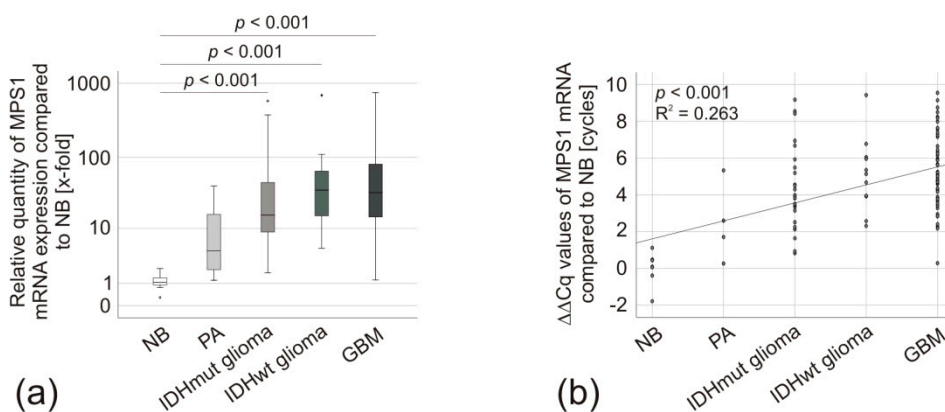 p < 0.001
p < 0.001
p < 0.001
Relative quantity of MPS1
mRNA expression compared
to NB [x-fold]
1000
100
10
1
0
NB
PA
IDHmut glioma
IDHwt glioma
GBM
(a)
ΔΔCq values of MPS1 mRNA
compared to NB [cycles]
10
8
6
4
2
0
-2
p < 0.001
R² = 0.263
NB
PA
IDHmut glioma
IDHwt glioma
GBM
(b)